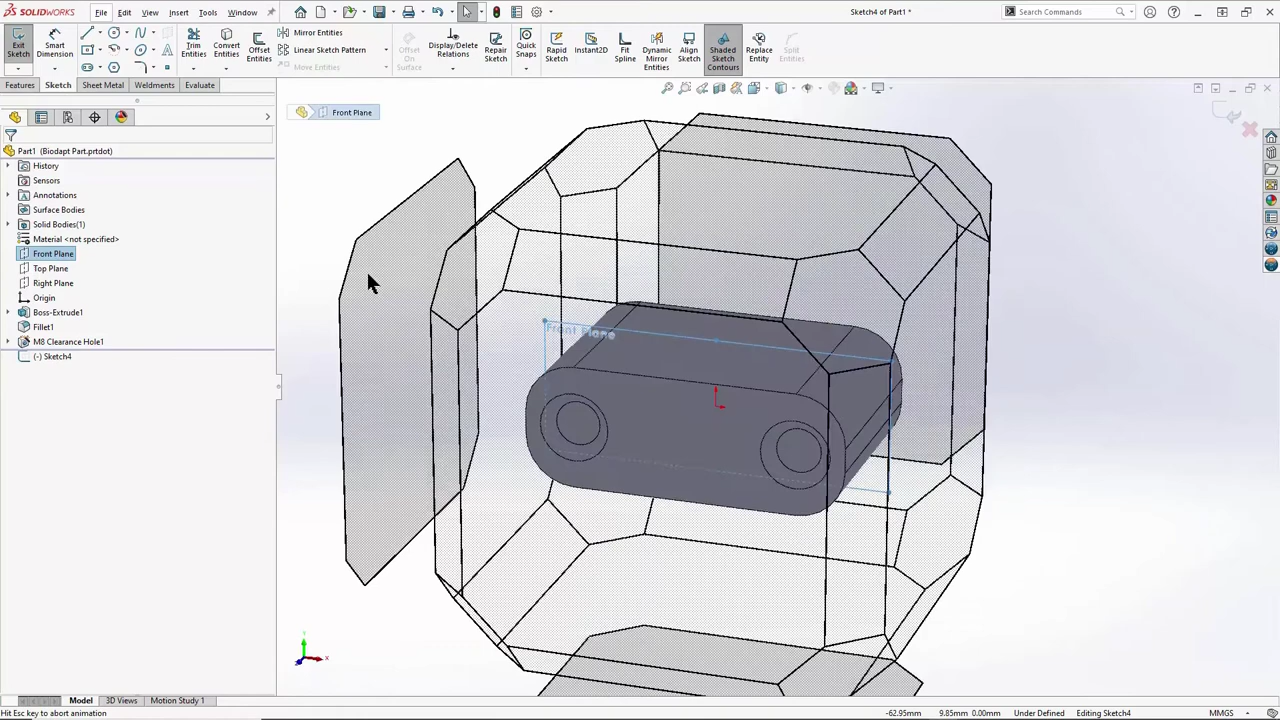 SOLIDWORKS
File
Edit
View
Insert
Tools
Window
Sketch4 of Part1 *
Search Commands
Exit
Sketch
Smart
Dimension
Trim
Entities
Convert
Entities
Offset
Entities
Mirror Entities
Linear Sketch Pattern
Move Entities
Offset
On
Surface
Display/Delete
Relations
Repair
Sketch
Quick
Snaps
Rapid
Sketch
Instant2D
Fit
Spline
Dynamic
Mirror
Entities
Align
Sketch
Shaded
Sketch
Contours
Replace
Entity
Split
Entities
Features
Sketch
Sheet Metal
Weldments
Evaluate
Front Plane
Part1 (Biodapt Part.prtdot)
History
Sensors
Annotations
Surface Bodies
Solid Bodies(1)
Material <not specified>
Front Plane
Top Plane
Right Plane
Origin
Boss-Extrude1
Fillet1
M8 Clearance Hole1
(-) Sketch4
Front Plane
Y
X
Model
3D Views
Motion Study 1
Hit Esc key to abort animation
-62.95mm
9.85mm 0.00mm
Under Defined
Editing Sketch4
MMGS